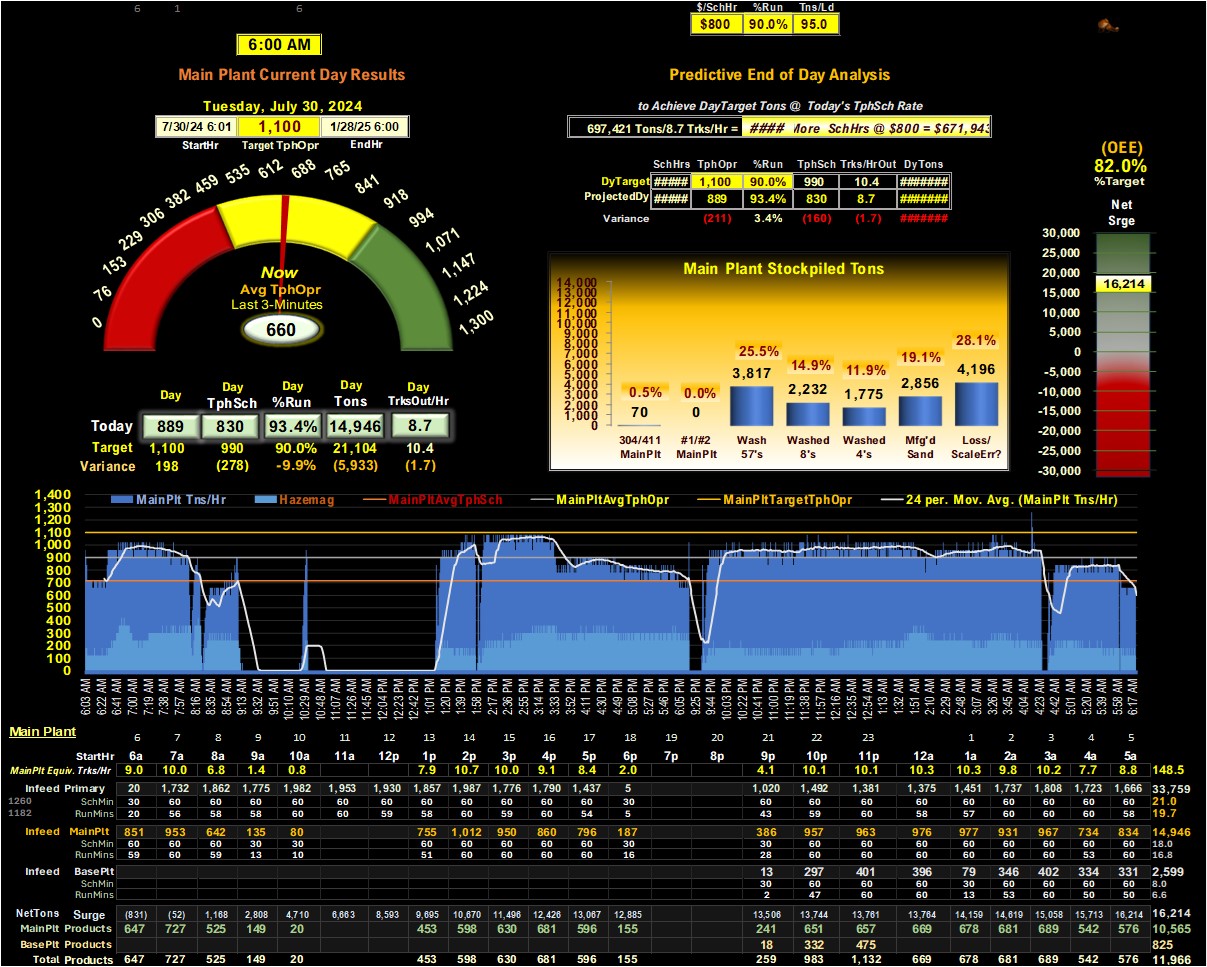 6 1 6
$/SchHr %Run Tns/Ld
$800 90.0% 95.0
6:00 AM
Main Plant Current Day Results
Predictive End of Day Analysis
Tuesday, July 30, 2024
to Achieve DayTarget Tons @ Today's TphSch Rate
7/30/24 6:01 1,100 1/28/25 6:00
697,421 Tons/8.7 Trks/Hr = #### More SchHrs @ $800 = $671,943
StartHr Target TphOpr EndHr
(OEE)
82.0%
%Target
SchHrs TphOpr %Run TphSch Trks/HrOut DyTons
DyTarget ##### 1,100 90.0% 990 10.4 #######
ProjectedDy ##### 889 93.4% 830 8.7 #######
Variance (211) 3.4% (160) (1.7) #######
0 76 153 229 306 382 459 535 612 688 765 841 918 994 1,071 1,147 1,224 1,300
Now
Avg TphOpr
Last 3-Minutes
660
Net
Srge
30,000
25,000
20,000
16,214
15,000
10,000
5,000
0
-5,000
-10,000
-15,000
-20,000
-25,000
-30,000
Main Plant Stockpiled Tons
14,000
13,000
12,000
11,000
10,000
9,000
8,000
7,000
6,000
5,000
4,000
3,000
2,000
1,000
0
0.5% 0.0% 25.5% 14.9% 11.9% 19.1% 28.1%
70 0 3,817 2,232 1,775 2,856 4,196
304/411 #1/#2 Wash Washed Washed Mfg'd Loss/
MainPlt MainPlt 57's 8's 4's Sand ScaleErr?
Day Day Day Day
Day TphSch %Run Tons TrksOut/Hr
Today 889 830 93.4% 14,946 8.7
Target 1,100 990 90.0% 21,104 10.4
Variance 198 (278) -9.9% (5,933) (1.7)
MainPlt Tns/Hr Hazemag MainPltAvgTphSch MainPltAvgTphOpr MainPltTargetTphOpr 24 per. Mov. Avg. (MainPlt Tns/Hr)
1,400
1,300
1,200
1,100
1,000
900
800
700
600
500
400
300
200
100
0
6:03 AM 6:22 AM 6:41 AM 7:00 AM 7:19 AM 7:38 AM 7:57 AM 8:16 AM 8:35 AM 8:54 AM 9:13 AM 9:32 AM 9:51 AM 10:10 AM 10:29 AM 10:48 AM 11:07 AM 11:26 AM 11:45 AM 12:04 PM 12:23 PM 12:42 PM 1:01 PM 1:20 PM 1:39 PM 1:58 PM 2:17 PM 2:36 PM 2:55 PM 3:14 PM 3:33 PM 3:52 PM 4:11 PM 4:30 PM 4:49 PM 5:08 PM 5:27 PM 5:46 PM 6:05 PM 9:25 PM 9:44 PM 10:03 PM 10:22 PM 10:41 PM 11:00 PM 11:19 PM 11:38 PM 11:57 PM 12:16 AM 12:35 AM 12:54 AM 1:13 AM 1:32 AM 1:51 AM 2:10 AM 2:29 AM 2:48 AM 3:07 AM 3:26 AM 3:45 AM 4:04 AM 4:23 AM 4:42 AM 5:01 AM 5:20 AM 5:39 AM 5:58 AM 6:17 AM
Main Plant 6 7 8 9 10 13 14 15 16 17 18 20 21 22 23 1 2 3 4 5
StartHr 6a 7a 8a 9a 10a 11a 12p 1p 2p 3p 4p 5p 6p 7p 8p 9p 10p 11p 12a 1a 2a 3a 4a 5a
MainPlt Equiv. Trks/Hr 9.0 10.0 6.8 1.4 0.8 7.9 10.7 10.0 9.1 8.4 2.0 4.1 10.1 10.1 10.3 10.3 9.8 10.2 7.7 8.8 148.5
Infeed Primary 20 1,732 1,862 1,775 1,982 1,953 1,930 1,857 1,987 1,776 1,790 1,437 5 1,020 1,492 1,381 1,375 1,451 1,737 1,808 1,723 1,666 33,759
1260 SchMin 30 60 60 60 60 60 60 60 60 60 60 60 30 60 60 60 60 60 60 60 60 60 21.0
1182 RunMins 20 56 58 58 60 60 60 59 58 60 59 54 5 43 59 60 58 57 60 60 60 58 19.7
Infeed MainPlt 851 953 642 135 80 755 1,012 950 860 796 187 386 957 963 976 977 931 967 734 834 14,946
SchMin 60 60 60 30 30 60 60 60 60 60 30 60 60 60 60 60 60 60 60 60 18.0
RunMins 59 60 59 13 10 51 60 60 60 60 16 28 60 60 60 60 60 60 53 60 16.8
Infeed BasePlt 13 297 401 396 79 346 402 334 331 2,599
SchMin 30 60 60 60 30 60 60 60 60 8.0
RunMins 2 47 60 60 13 53 60 50 50 6.6
NetTons Surge (831) (52) 1,168 2,808 4,710 6,663 8,593 9,695 10,670 11,496 12,426 13,067 12,885 13,506 13,744 13,761 13,764 14,159 14,619 15,058 15,713 16,214 16,214
MainPlt Products 647 727 525 149 20 453 598 630 681 596 155 241 651 657 669 678 681 689 542 576 10,565
BasePlt Products 18 332 475 825
Total Products 647 727 525 149 20 453 598 630 681 596 155 259 983 1,132 669 678 681 689 542 576 11,966